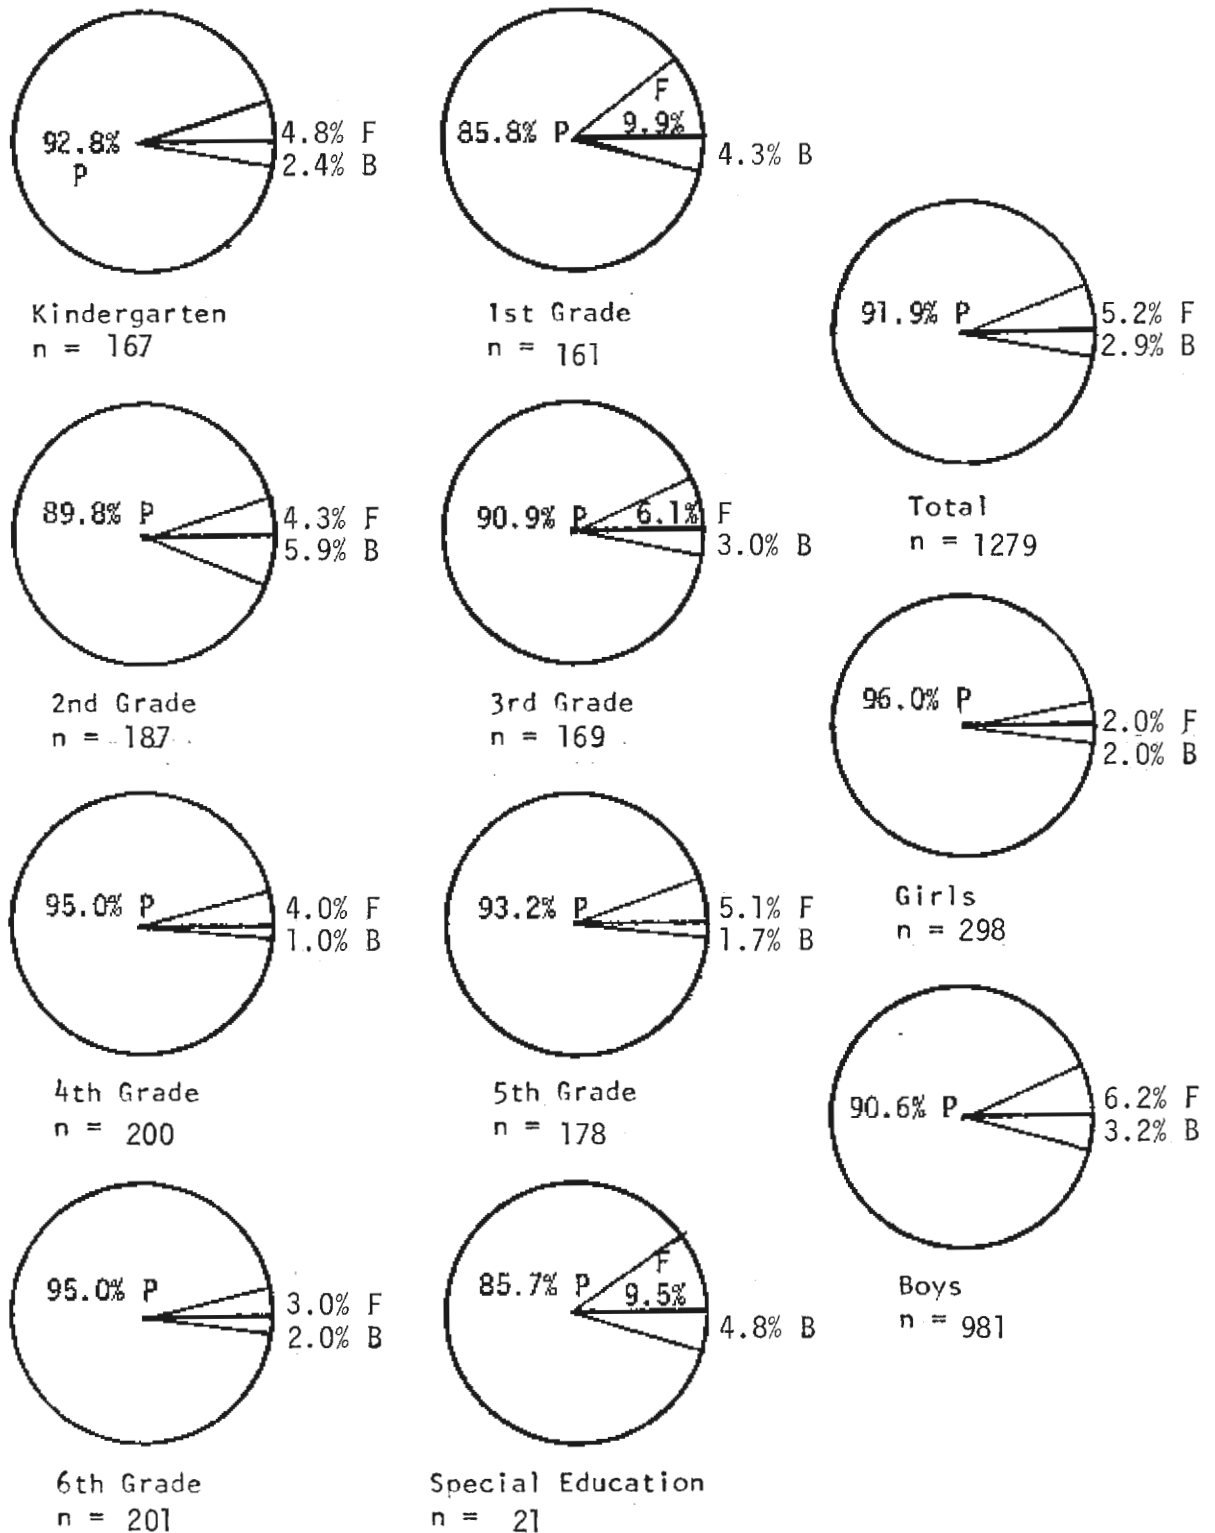 92.8%
P
4.8% F
2.4% B
Kindergarten
n = 167
85.8% P
F
9.9%
4.3% B
1st Grade
n = 161
91.9% P
5.2% F
2.9% B
Total
n = 1279
89.8% P
4.3% F
5.9% B
2nd Grade
n = 187
90.9% P
6.1% F
3.0% B
3rd Grade
n = 169
96.0% P
2.0% F
2.0% B
Girls
n = 298
95.0% P
4.0% F
1.0% B
4th Grade
n = 200
93.2% P
5.1% F
1.7% B
5th Grade
n = 178
90.6% P
6.2% F
3.2% B
Boys
n = 981
95.0% P
3.0% F
2.0% B
6th Grade
n = 201
85.7% P
F
9.5%
4.8% B
Special Education
n = 21